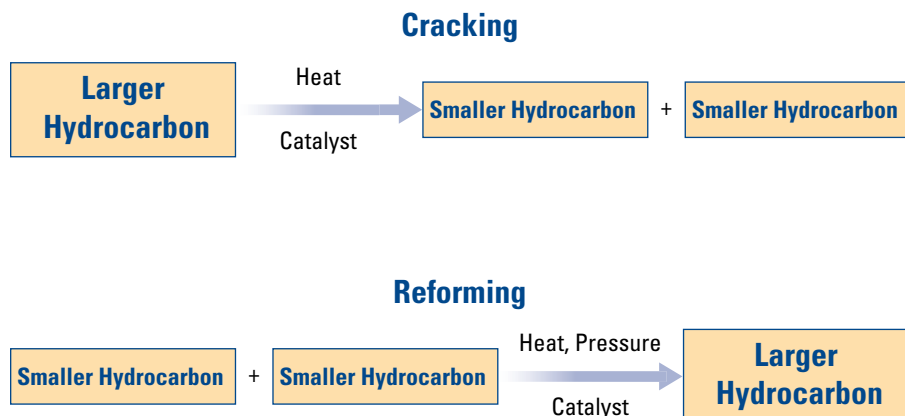 Cracking
Larger
Hydrocarbon
Heat
Catalyst
Smaller Hydrocarbon + Smaller Hydrocarbon
Reforming
Smaller Hydrocarbon + Smaller Hydrocarbon
Heat, Pressure
Catalyst
Larger
Hydrocarbon